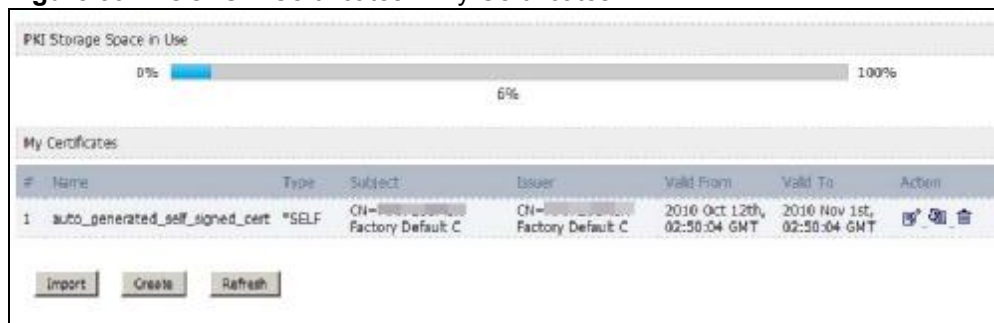 PKI Storage Space in Use
0% 100%
6%
My Certificates
# Name Type Subject Issuer Valid From Valid To Action
1 auto_generated_self_signed_cert *SELF CN= Factory Default C CN= Factory Default C 2010 Oct 12th, 02:50:04 GMT 2010 Nov 1st, 02:50:04 GMT
Import Create Refresh